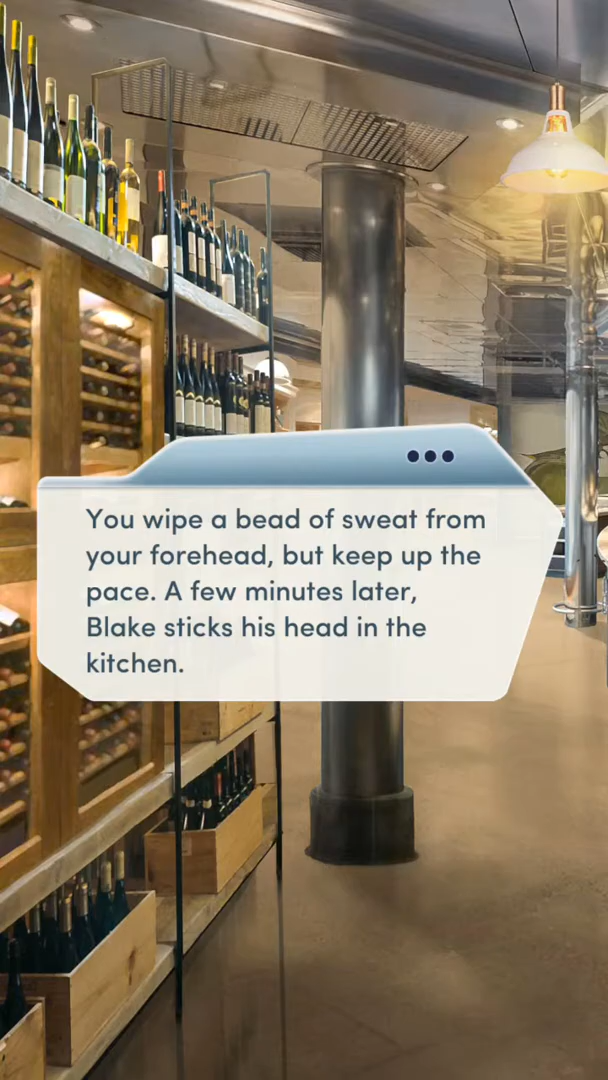 You wipe a bead of sweat from
your forehead, but keep up the
pace. A few minutes later,
Blake sticks his head in the
kitchen.